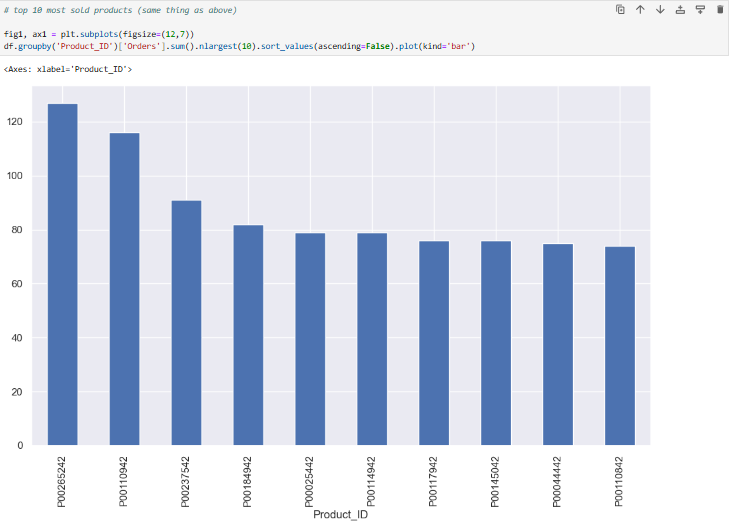 # top 10 most sold products (same thing as above)
fig1, ax1 = plt.subplots(figsize=(12,7))
df.groupby('Product_ID')['Orders'].sum().nlargest(10).sort_values(ascending=False).plot(kind='bar')
<Axes: xlabel='Product_ID'>
120
100
80
60
40
20
0
P00265242
P00110942
P00237542
P00184942
P00025442
P00114942
P00117942
P00145042
P00044442
P00110842
Product_ID